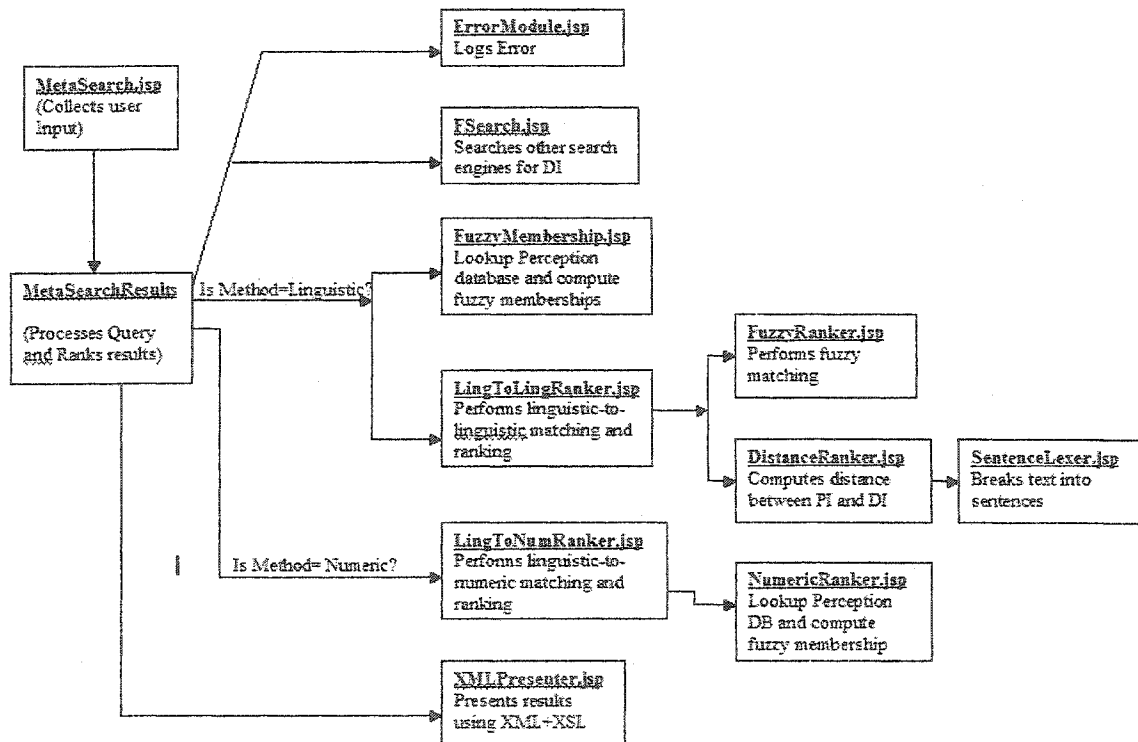 ErrorModule.jsp
Logs Error
MetaSearch.jsp
(Collects user
Input)
FSearch.jsp
Searches other search
engines for DI
FuzzyMembership.jsp
Lookup Perception
database and compute
fuzzy memberships
MetaSearchResults
(Processes Query
and Ranks results)
Is Method=Linguistic?
FuzzyRanker.jsp
Performs fuzzy
matching
LingToLingRanker.jsp
Performs linguistic-to-
linguistic matching and
ranking
DistanceRanker.jsp
Computes distance
between PI and DI
SentenceLexer.jsp
Breaks text into
sentences
Is Method= Numeric?
LingToNumRanker.jsp
Performs linguistic-to-
numeric matching and
ranking
NumericRanker.jsp
Lookup Perception
DB and compute
fuzzy membership
XMLPresenter.jsp
Presents results
using XML+XSL